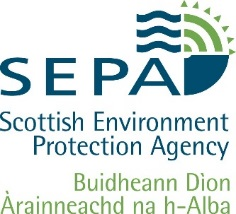 SEPA
Scottish Environment
Protection Agency
Buidheann Dìon
Àrainneachd na h-Alba